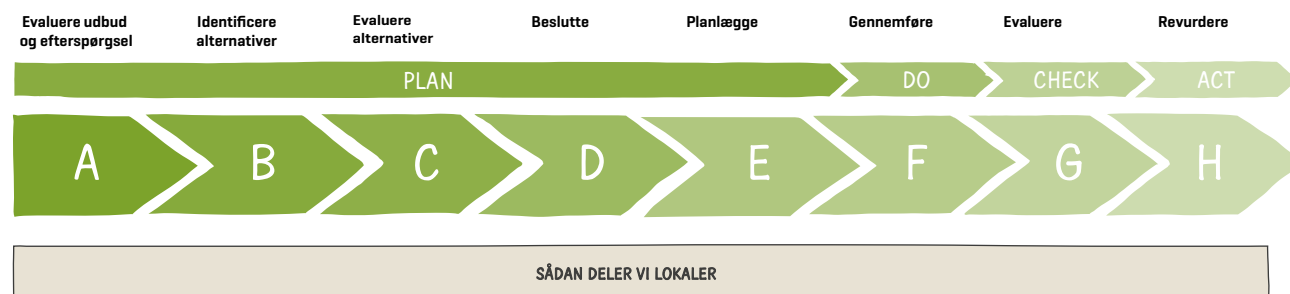 Evaluere udbud
og efterspørgsel
Identificere
alternativer
Evaluere
alternativer
Beslutte
Planlægge
Gennemføre
Evaluere
Revurdere
PLAN
DO
CHECK
ACT
A
B
C
D
E
F
G
H
SÅDAN DELER VI LOKALER